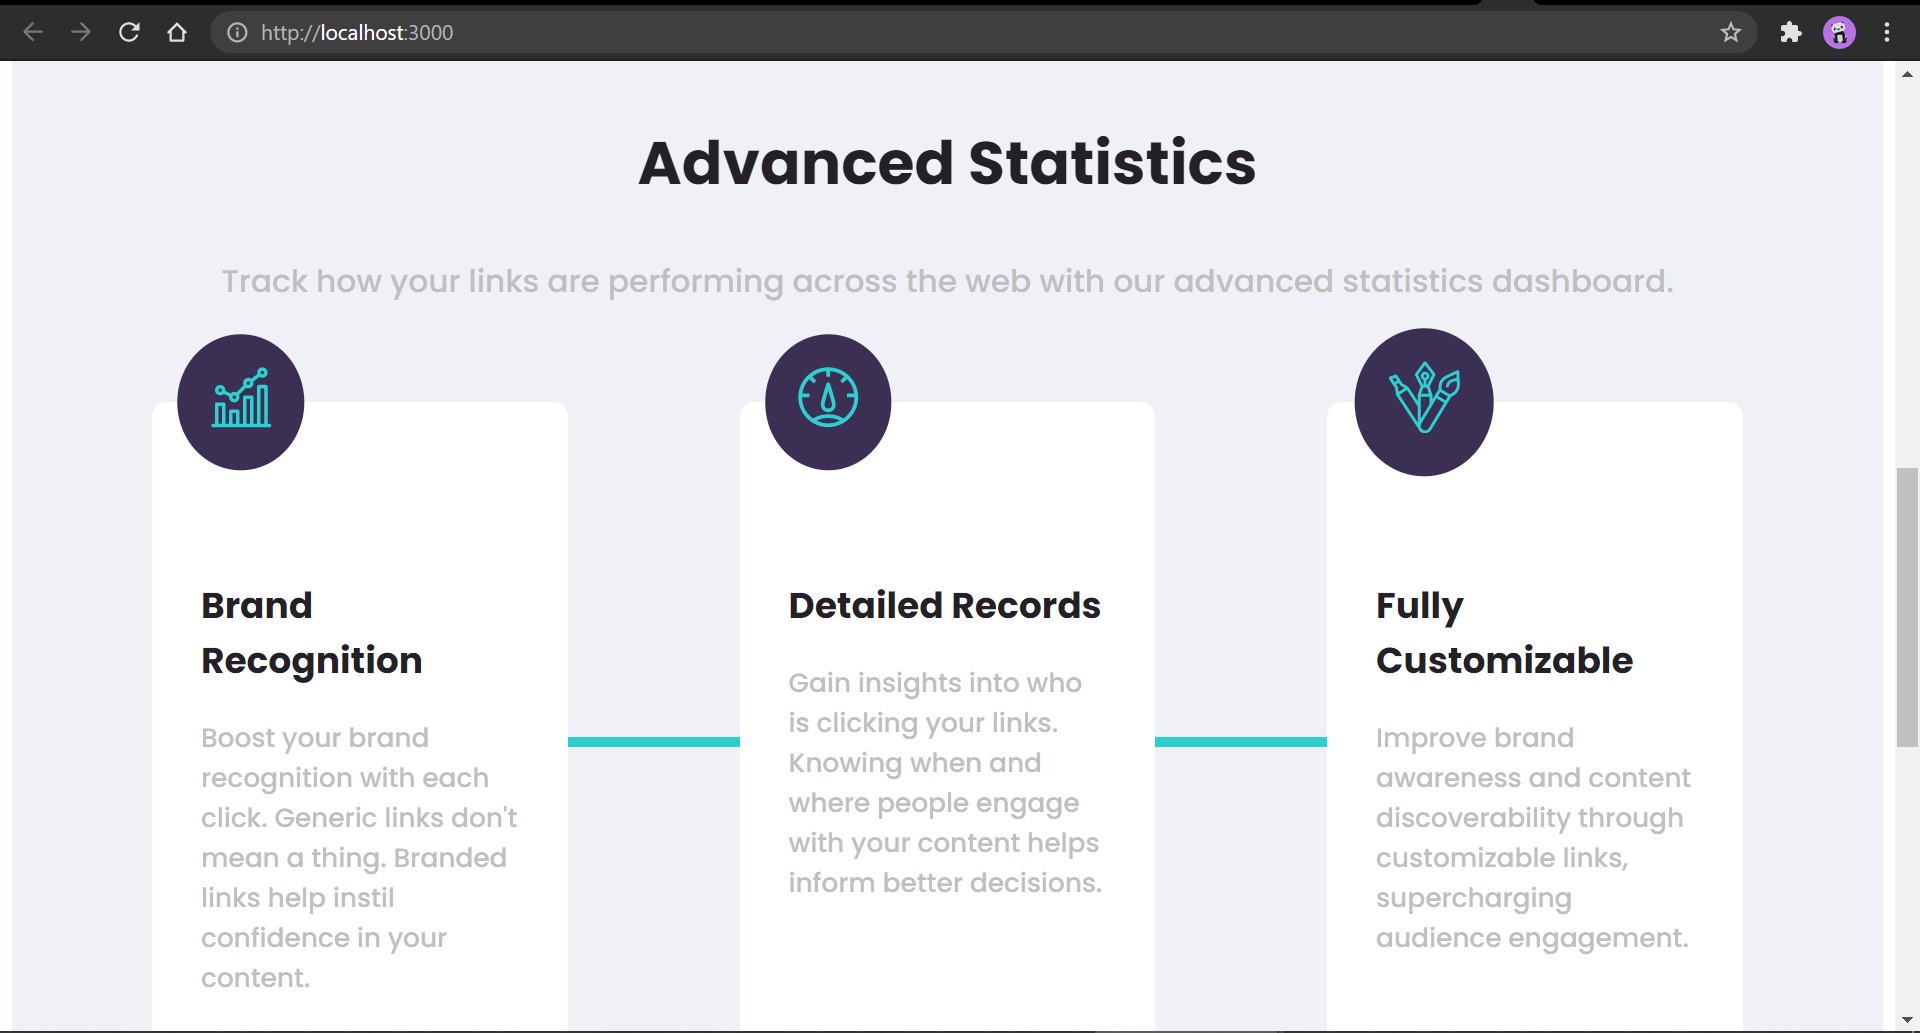 http://localhost:3000
Advanced Statistics
Track how your links are performing across the web with our advanced statistics dashboard.
Brand
Recognition
Boost your brand
recognition with each
click. Generic links don't
mean a thing. Branded
links help instil
confidence in your
content.
Detailed Records
Gain insights into who
is clicking your links.
Knowing when and
where people engage
with your content helps
inform better decisions.
Fully
Customizable
Improve brand
awareness and content
discoverability through
customizable links,
supercharging
audience engagement.